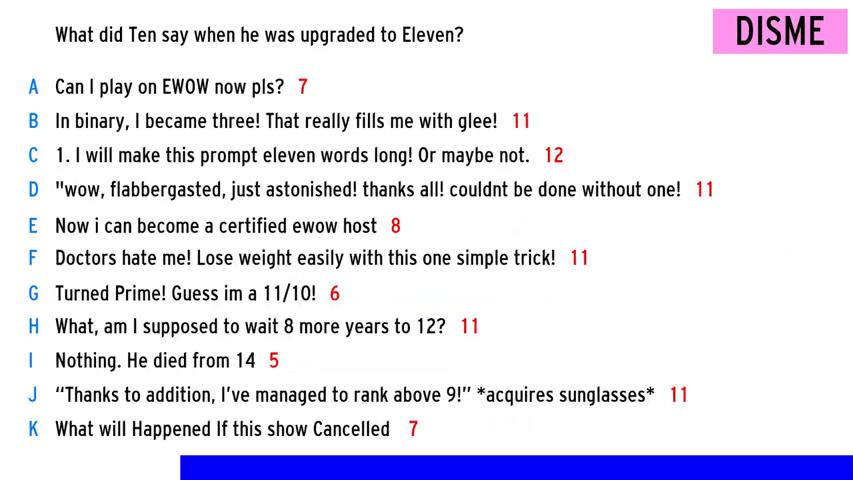 What did Ten say when he was upgraded to Eleven?
DISME
A Can I play on EWOW now pls? 7
B In binary, I became three! That really fills me with glee! 11
C 1. I will make this prompt eleven words long! Or maybe not. 12
D "wow, flabbergasted, just astonished! thanks all! couldnt be done without one! 11
E Now i can become a certified ewow host 8
F Doctors hate me! Lose weight easily with this one simple trick! 11
G Turned Prime! Guess im a 11/10! 6
H What, am I supposed to wait 8 more years to 12? 11
I Nothing. He died from 14 5
J “Thanks to addition, I’ve managed to rank above 9!” *acquires sunglasses* 11
K What will Happened If this show Cancelled 7